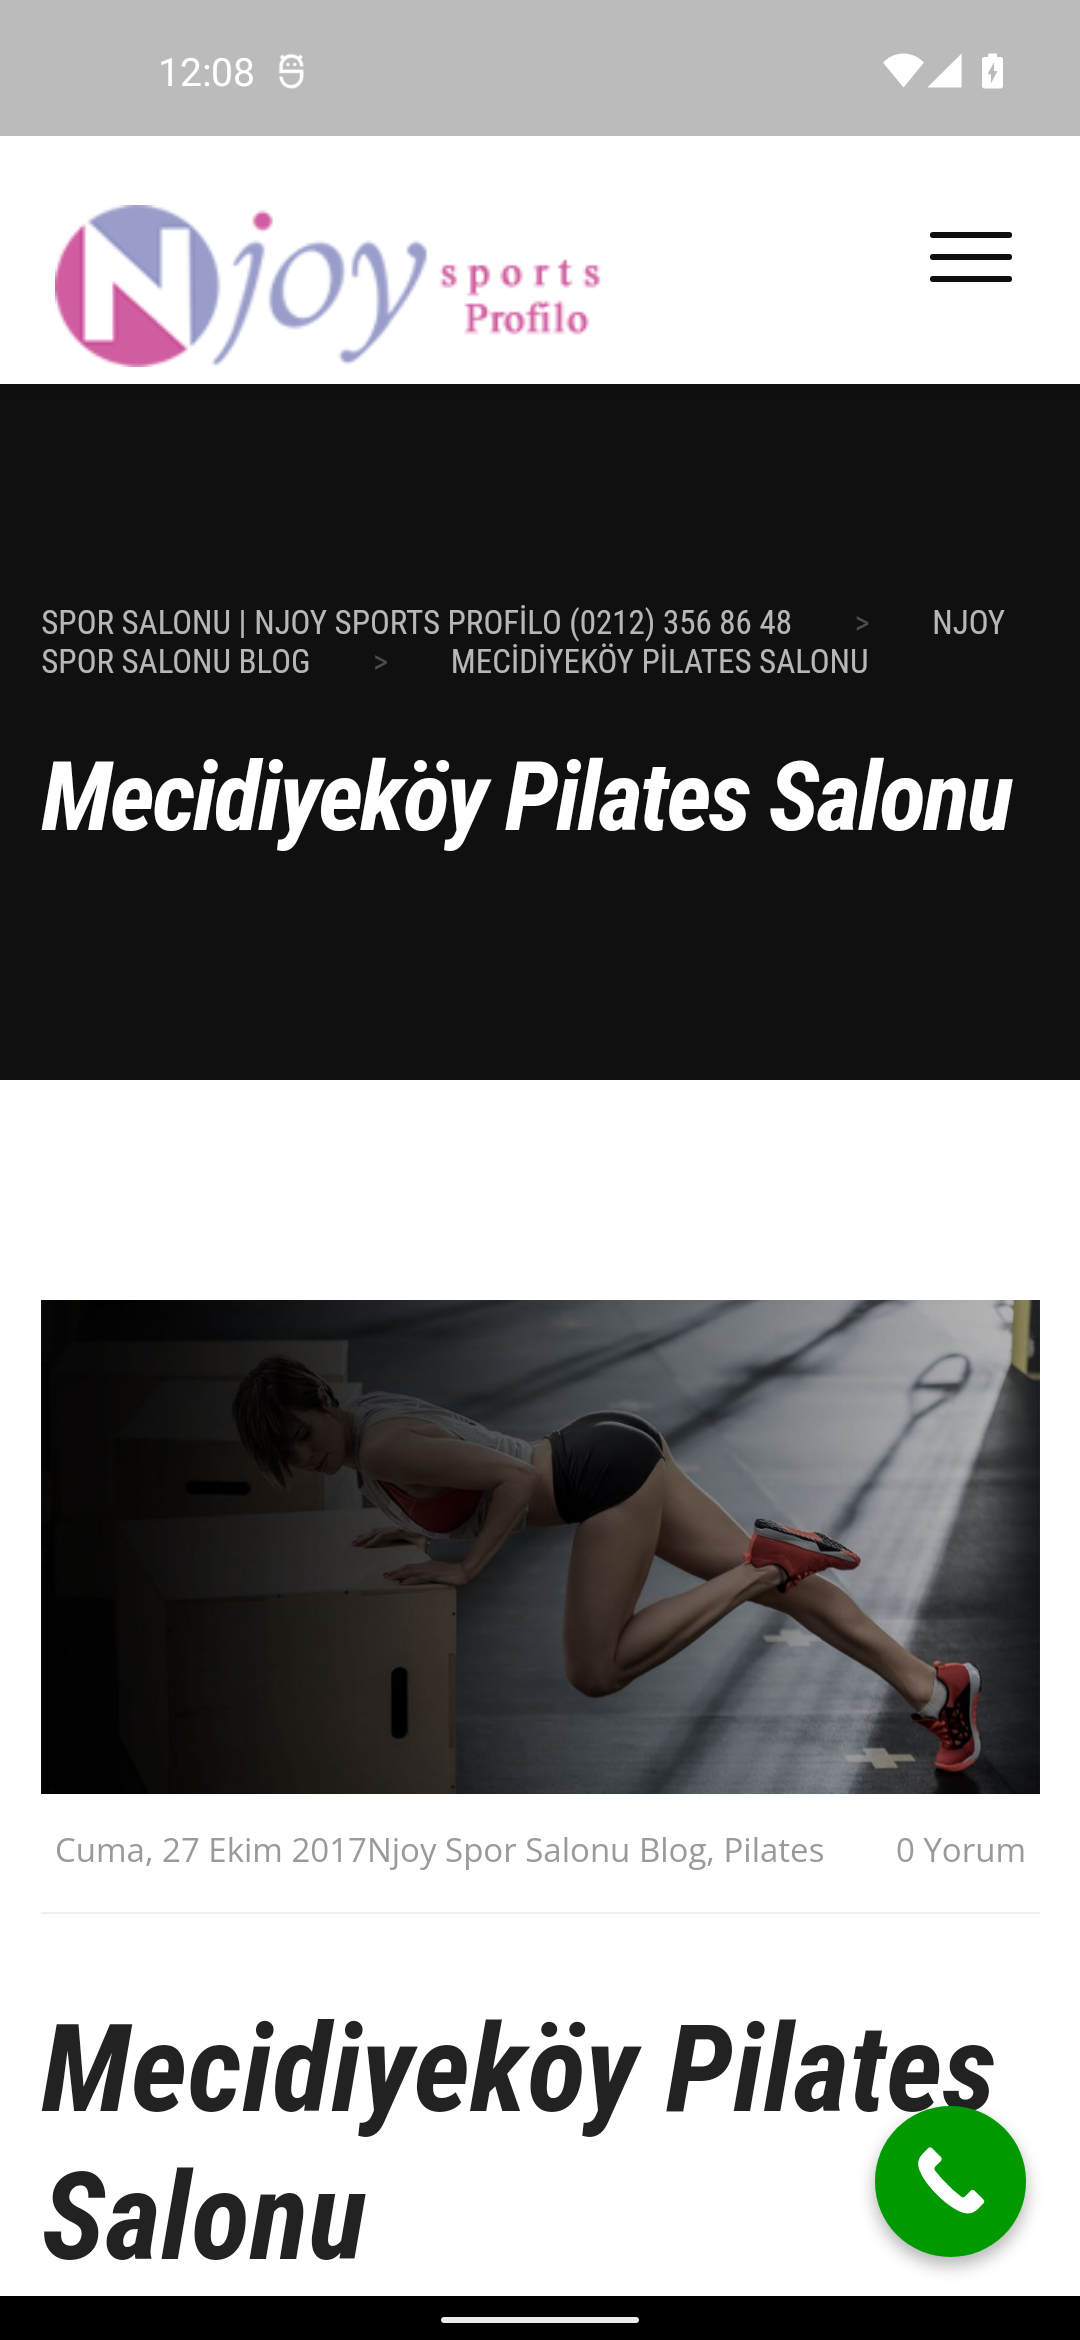 12:08
Njoy sports
Profilo
SPOR SALONU | NJOY SPORTS PROFİLO (0212) 356 86 48 > NJOY
SPOR SALONU BLOG > MECİDİYEKÖY PİLATES SALONU
Mecidiyeköy Pilates Salonu
Cuma, 27 Ekim 2017Njoy Spor Salonu Blog, Pilates 0 Yorum
Mecidiyeköy Pilates
Salonu